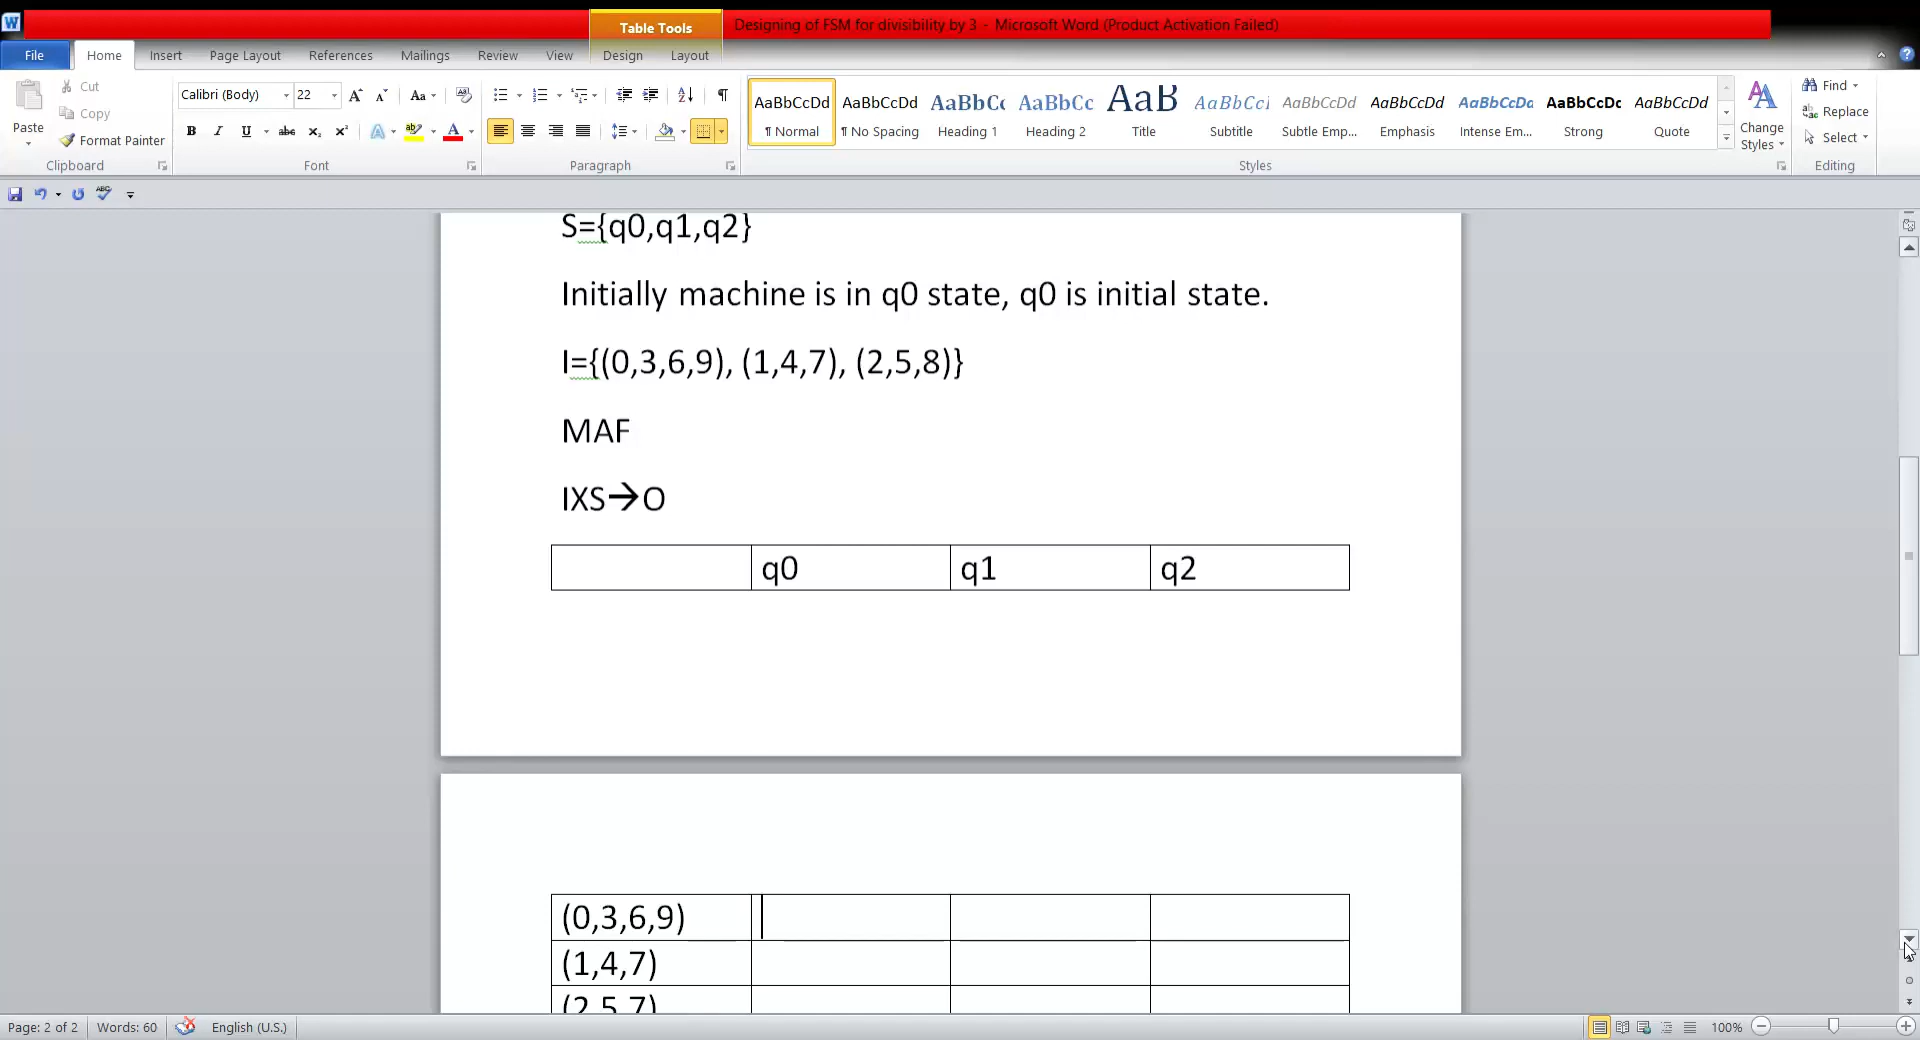 Table Tools
Designing of FSM for divisibility by 3 - Microsoft Word (Product Activation Failed)
File Home Insert Page Layout References Mailings Review View Design Layout
Paste
Cut
Copy
Format Painter
Clipboard
Calibri (Body) 22
Font
Paragraph
AaBbCcDd AaBbCcDd AaBbCc AaBbCc AaB AaBbCcI AaBbCcDd AaBbCcDd AaBbCcDd AaBbCcDc AaBbCcDd
¶ Normal ¶ No Spacing Heading 1 Heading 2 Title Subtitle Subtle Emp... Emphasis Intense Em... Strong Quote
Styles
Change Styles
Find
Replace
Select
Editing
S={q0,q1,q2}
Initially machine is in q0 state, q0 is initial state.
I={(0,3,6,9), (1,4,7), (2,5,8)}
MAF
IXS→O
q0 q1 q2
(0,3,6,9)
(1,4,7)
(2,5,7)
Page: 2 of 2 Words: 60 English (U.S.) 100%